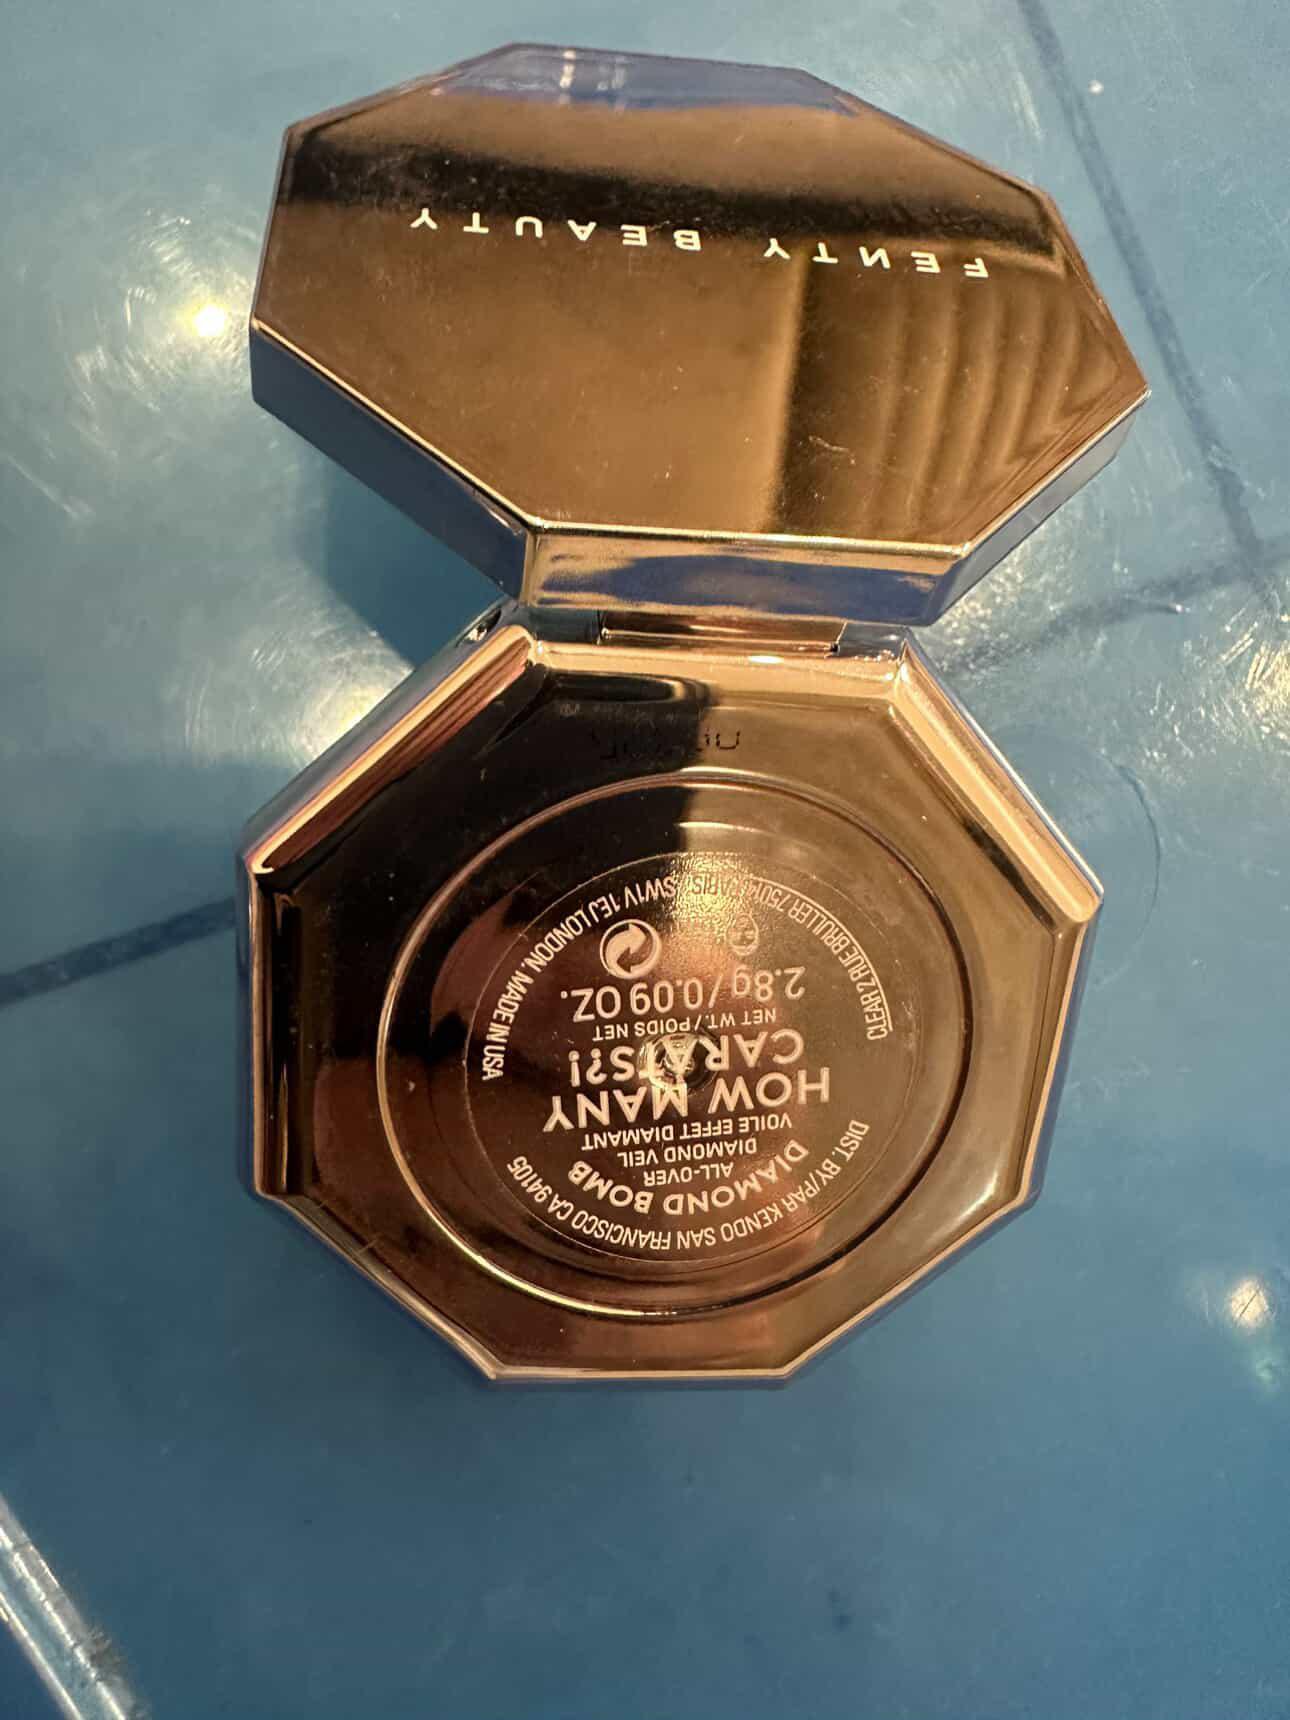 FENTY BEAUTY
DIST. BY/PAR KENDO SAN FRANCISCO CA 94105
DIAMOND BOMB
ALL-OVER
DIAMOND VEIL
VOILE EFFET DIAMANT
HOW MANY
CARATS?!
NET WT. / POIDS NET
2.8g/0.09 OZ.
CLEAR 2 RUE BRULLER 75014 PARIS / SW1V 1EJ LONDON. MADE IN USA